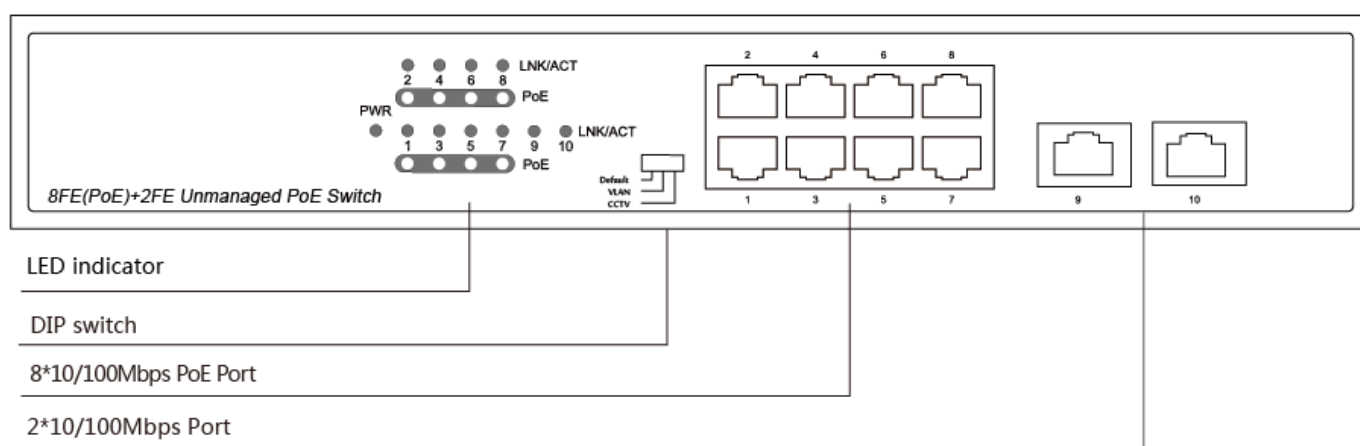 2 4 6 8
LNK/ACT
2 4 6 8
PoE
PWR
LNK/ACT
1 3 5 7 9 10
PoE
Default
VLAN
CCTV
8FE(PoE)+2FE Unmanaged PoE Switch
1 3 5 7 9 10
LED indicator
DIP switch
8*10/100Mbps PoE Port
2*10/100Mbps Port